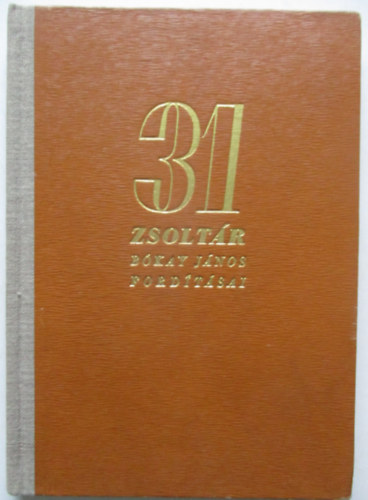 31
ZSOLTÁR
BÓKAY JÁNOS
FORDÍTÁSAI